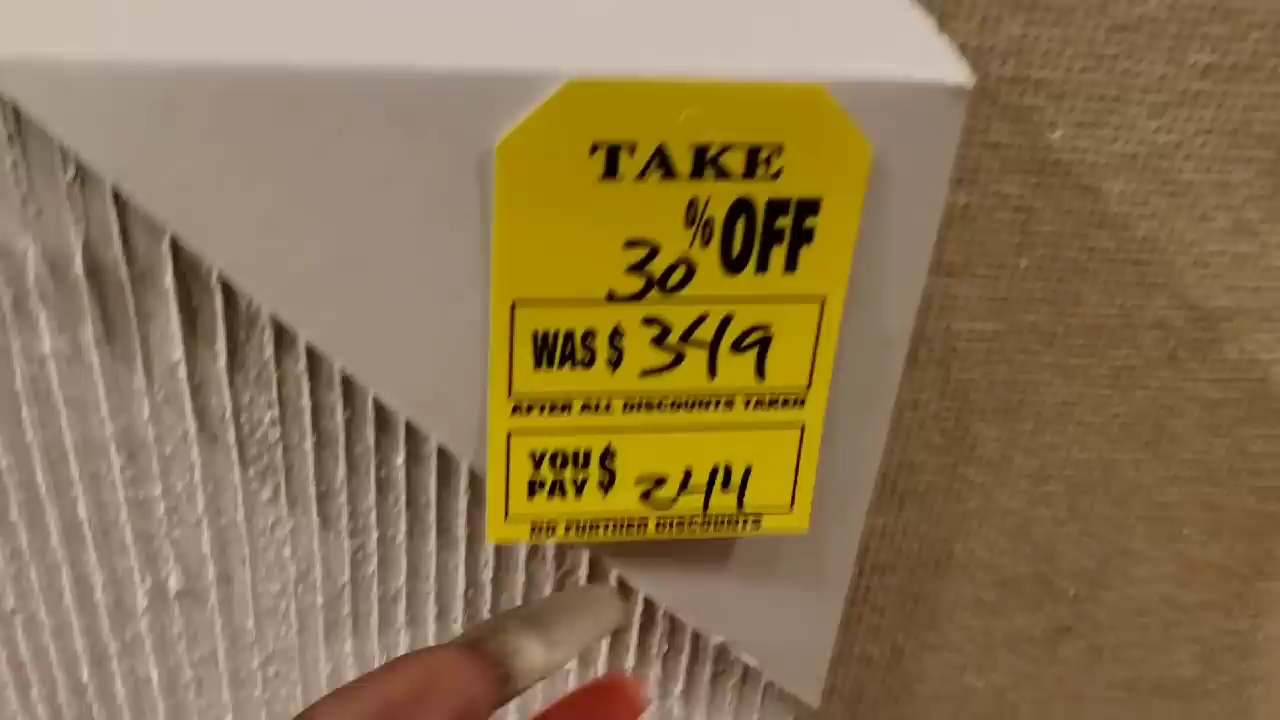 TAKE
% OFF
30
WAS $ 349
AFTER ALL DISCOUNTS TAKEN
YOU PAY $ 244
NO FURTHER DISCOUNTS